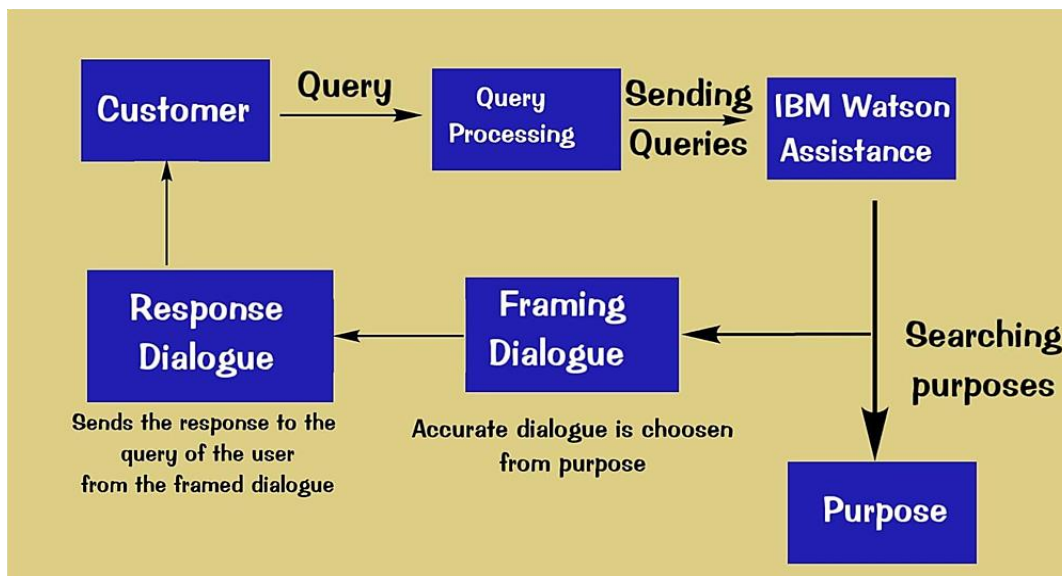 Customer
Query
Query
Processing
Sending
Queries
IBM Watson
Assistance
Searching
purposes
Purpose
Framing
Dialogue
Accurate dialogue is choosen
from purpose
Response
Dialogue
Sends the response to the
query of the user
from the framed dialogue